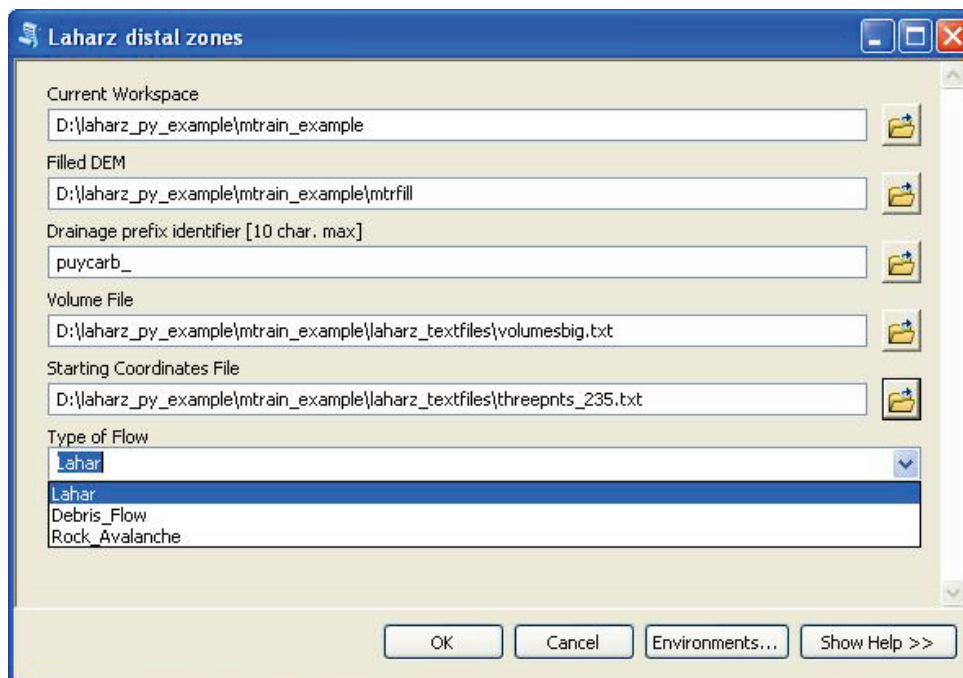 Laharz distal zones
Current Workspace
D:\laharz_py_example\mtrain_example
Filled DEM
D:\laharz_py_example\mtrain_example\mtrfill
Drainage prefix identifier [10 char. max]
puycarb_
Volume File
D:\laharz_py_example\mtrain_example\laharz_textfiles\volumesbig.txt
Starting Coordinates File
D:\laharz_py_example\mtrain_example\laharz_textfiles\threepnts_235.txt
Type of Flow
Lahar
Lahar
Debris_Flow
Rock_Avalanche
OK Cancel Environments... Show Help >>